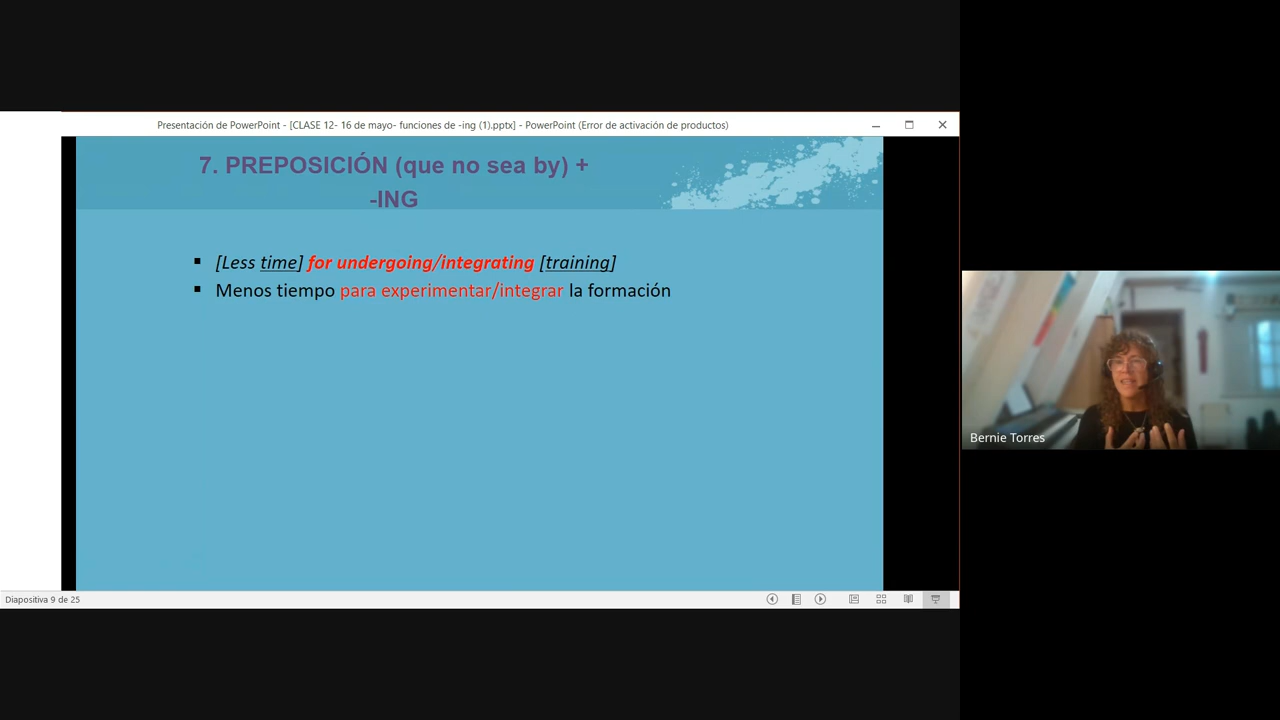 Presentación de PowerPoint - [CLASE 12- 16 de mayo- funciones de -ing (1).pptx] - PowerPoint (Error de activación de productos)
7. PREPOSICIÓN (que no sea by) +
-ING
▪ [Less time] for undergoing/integrating [training]
▪ Menos tiempo para experimentar/integrar la formación
Bernie Torres
Diapositiva 9 de 25